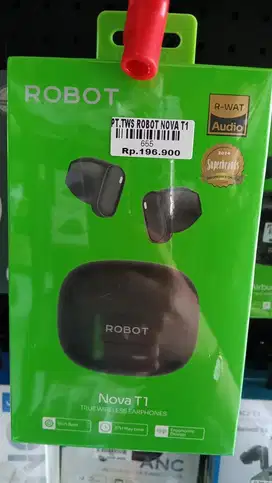 ROBOT
R-WAT
Audio
PT.TWS ROBOT NOVA T1
655
Rp.196.900
Superbrands
ROBOT
Nova T1
TRUE WIRELESS EARPHONES
ANC